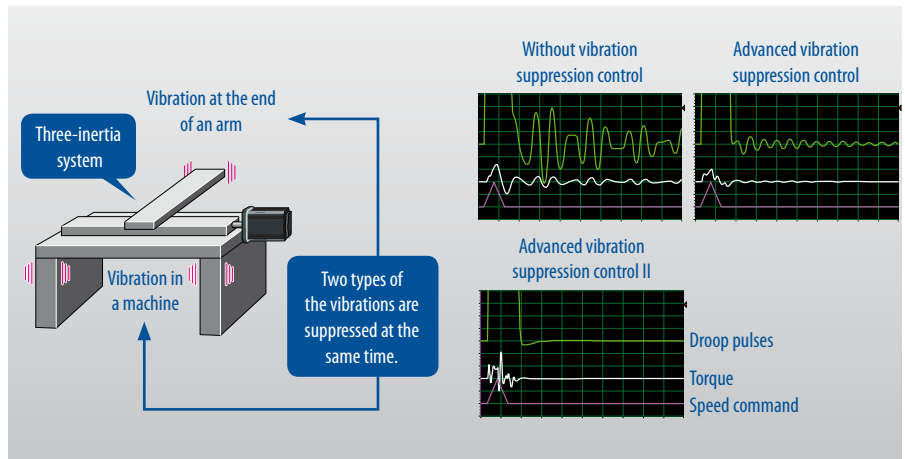 Vibration at the end
of an arm
Three-inertia
system
Vibration in
a machine
Two types of
the vibrations are
suppressed at the
same time.
Without vibration
suppression control
Advanced vibration
suppression control
Advanced vibration
suppression control II
Droop pulses
Torque
Speed command